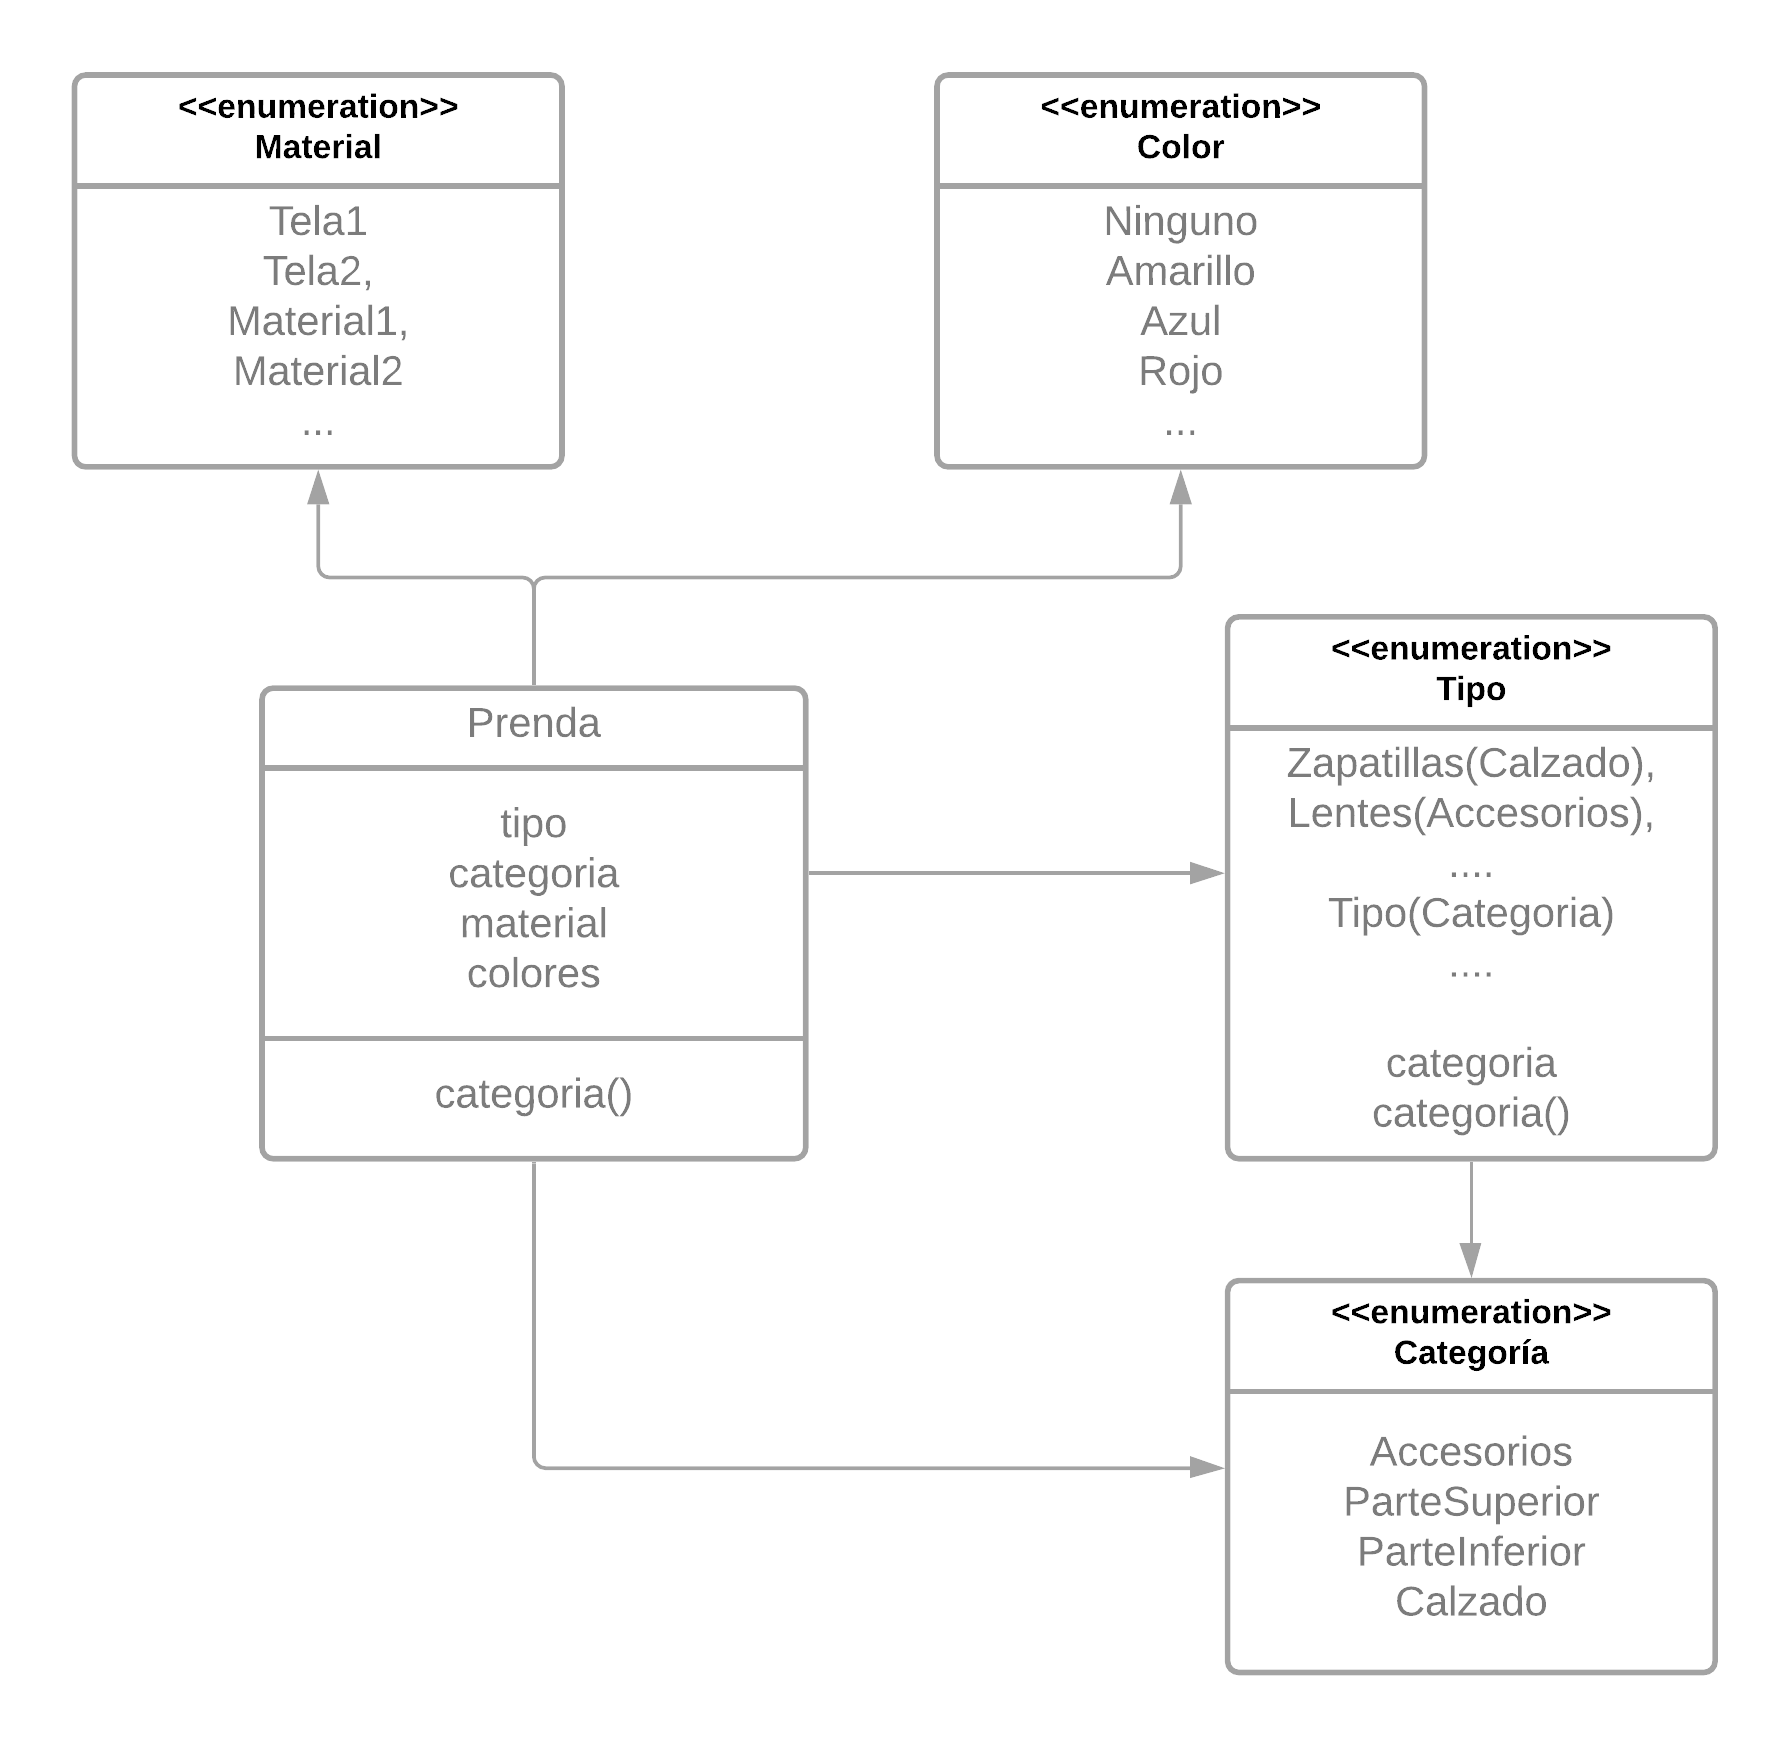 <<enumeration>>
Material
Tela1
Tela2,
Material1,
Material2
...
<<enumeration>>
Color
Ninguno
Amarillo
Azul
Rojo
...
Prenda
tipo
categoria
material
colores
categoria()
<<enumeration>>
Tipo
Zapatillas(Calzado),
Lentes(Accesorios),
....
Tipo(Categoria)
....
categoria
categoria()
<<enumeration>>
Categoría
Accesorios
ParteSuperior
ParteInferior
Calzado